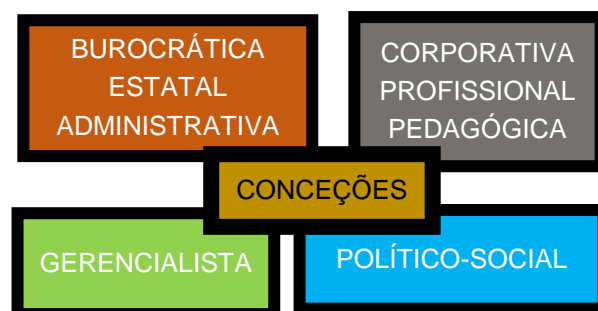 BUROCRÁTICA
ESTATAL
ADMINISTRATIVA
CORPORATIVA
PROFISSIONAL
PEDAGÓGICA
CONCEÇÕES
GERENCIALISTA
POLÍTICO-SOCIAL